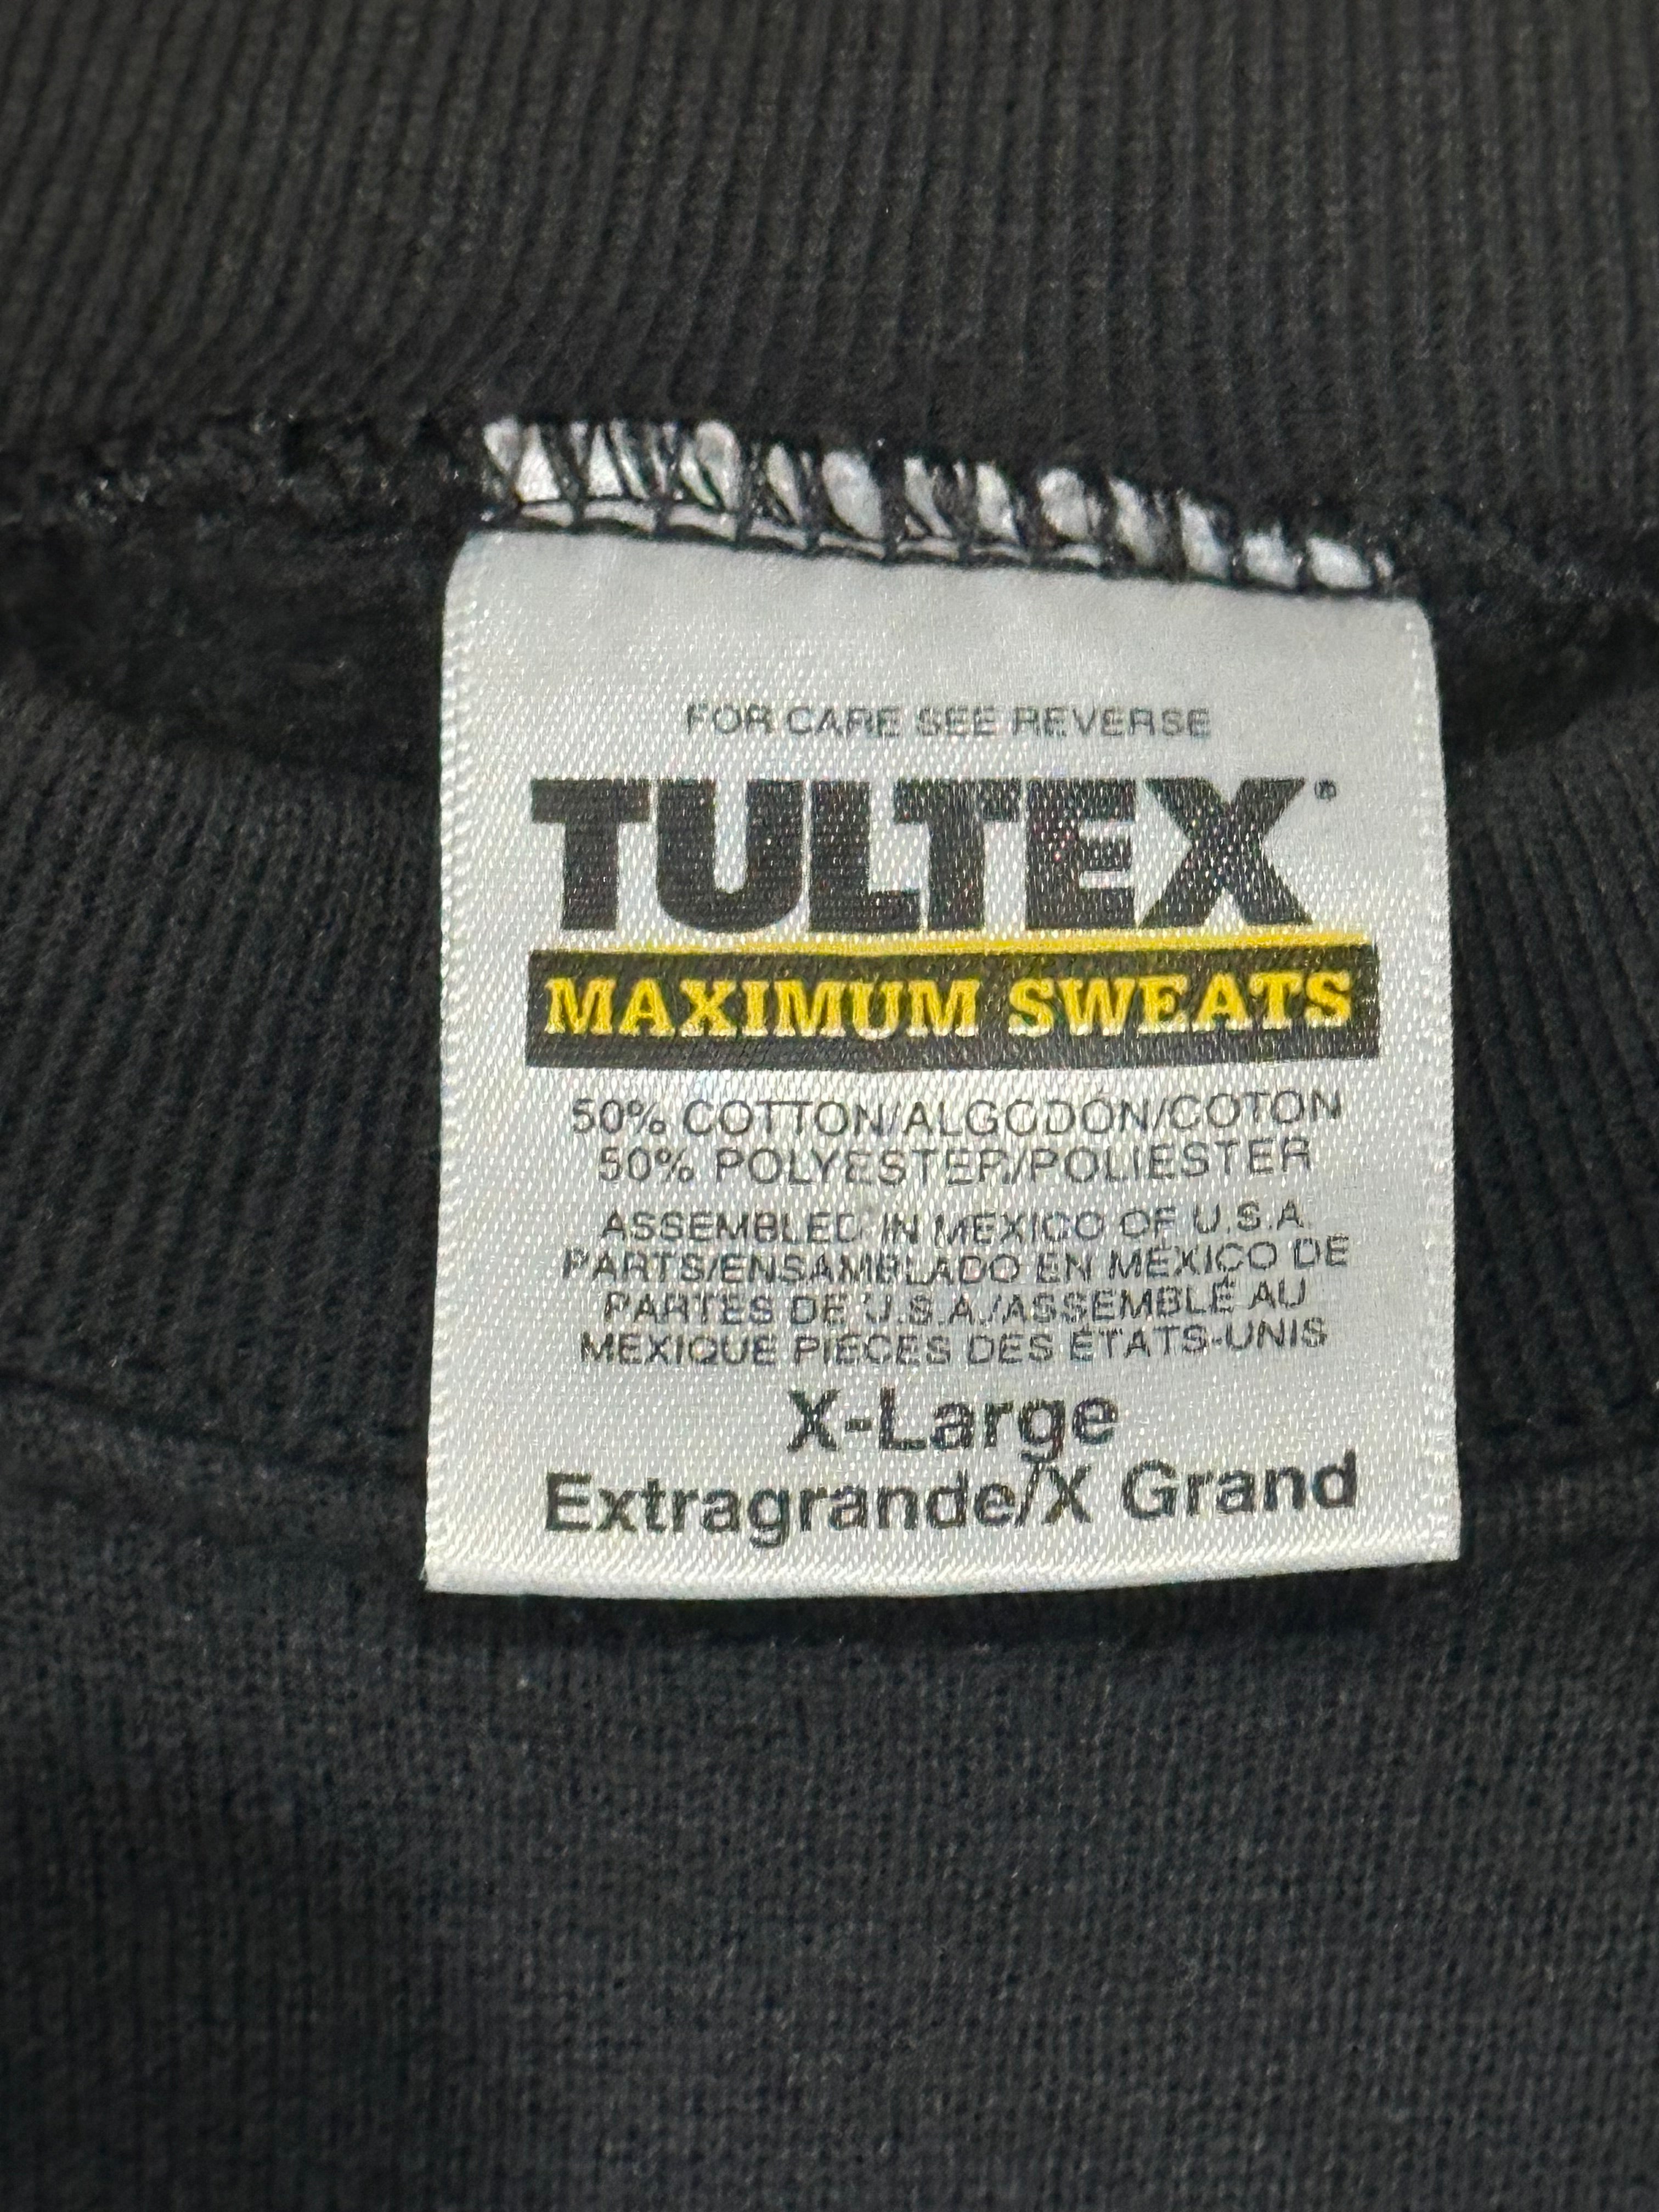 FOR CARE SEE REVERSE
TULTEX®
MAXIMUM SWEATS
50% COTTON/ALGODÓN/COTON
50% POLYESTER/POLIESTER
ASSEMBLED IN MEXICO OF U.S.A.
PARTS/ENSAMBLADO EN MÉXICO DE
PARTES DE U.S.A./ASSEMBLÉ AU
MEXIQUE PIÈCES DES ÉTATS-UNIS
X-Large
Extragrande/X Grand